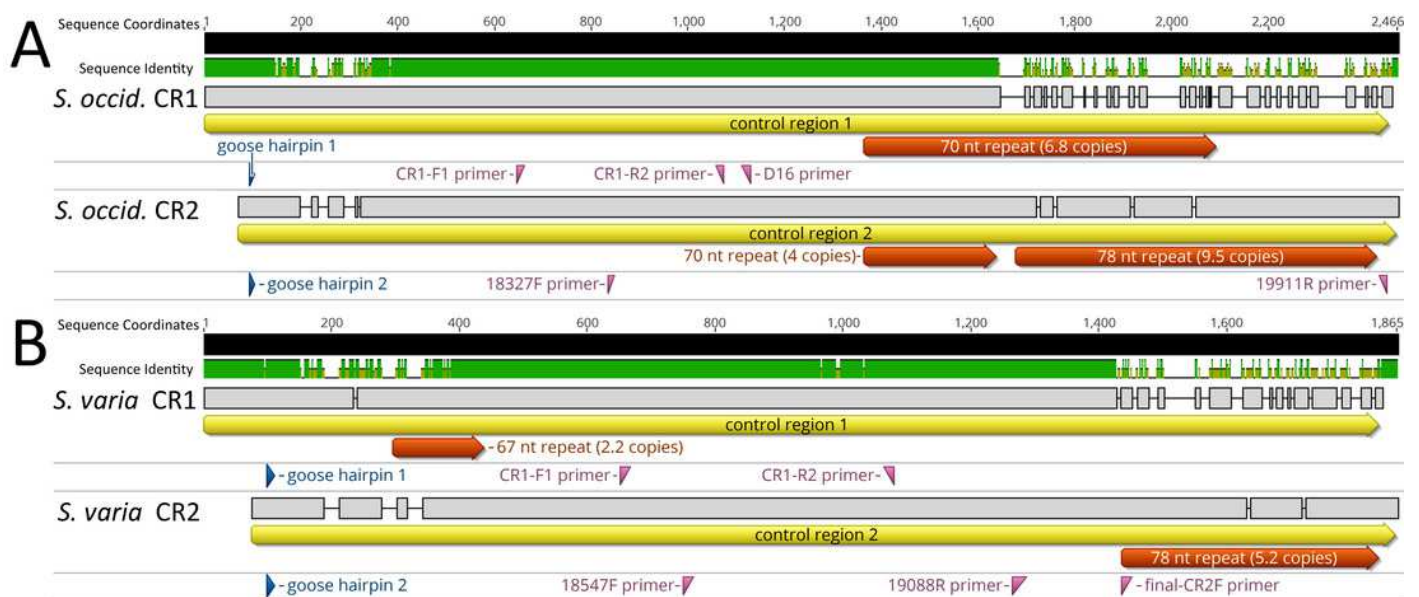 A
Sequence Coordinates 1 200 400 600 800 1,000 1,200 1,400 1,600 1,800 2,000 2,200 2,466
Sequence Identity
S. occid. CR1
control region 1
goose hairpin 1 70 nt repeat (6.8 copies)
CR1-F1 primer- CR1-R2 primer- -D16 primer
S. occid. CR2
control region 2
70 nt repeat (4 copies)- 78 nt repeat (9.5 copies)
-goose hairpin 2 18327F primer- 19911R primer-
B
Sequence Coordinates 1 200 400 600 800 1,000 1,200 1,400 1,600 1,865
Sequence Identity
S. varia CR1
control region 1
-67 nt repeat (2.2 copies)
-goose hairpin 1 CR1-F1 primer- CR1-R2 primer-
S. varia CR2
control region 2
78 nt repeat (5.2 copies)
-goose hairpin 2 18547F primer- 19088R primer- -final-CR2F primer